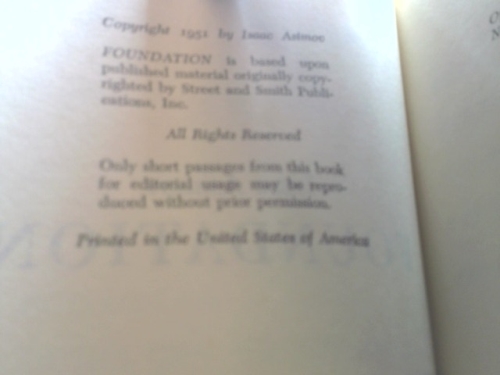 Copyright 1951 by Isaac Asimov
FOUNDATION is based upon
published material originally copy-
righted by Street and Smith Publi-
cations, Inc.
All Rights Reserved
Only short passages from this book
for editorial usage may be repro-
duced without prior permission.
Printed in the United States of America